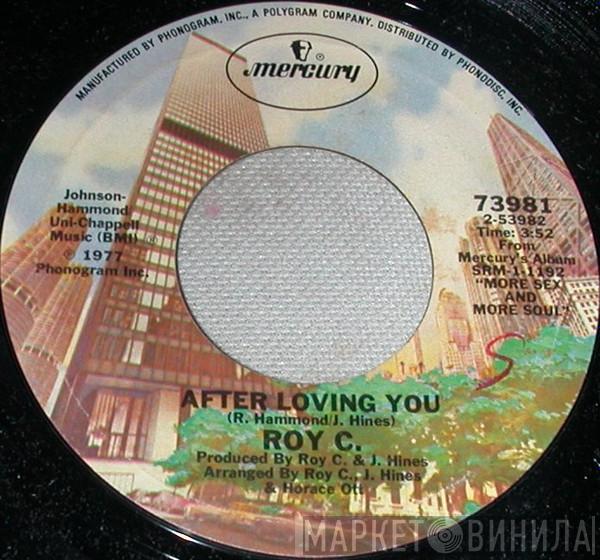 MANUFACTURED BY PHONOGRAM, INC., A POLYGRAM COMPANY. DISTRIBUTED BY PHONODISC, INC.
mercury
®
Johnson-
Hammond
Uni-Chappell
Music (BMI)
℗ 1977
Phonogram Inc.
73981
2-53982
Time: 3:52
From
Mercury's Album
SRM-1-1192
"MORE SEX
AND
MORE SOUL"
S
AFTER LOVING YOU
(R. Hammond/J. Hines)
ROY C.
Produced By Roy C. & J. Hines
Arranged By Roy C., J. Hines
& Horace Ott
МАРКЕТ ВИНИЛА